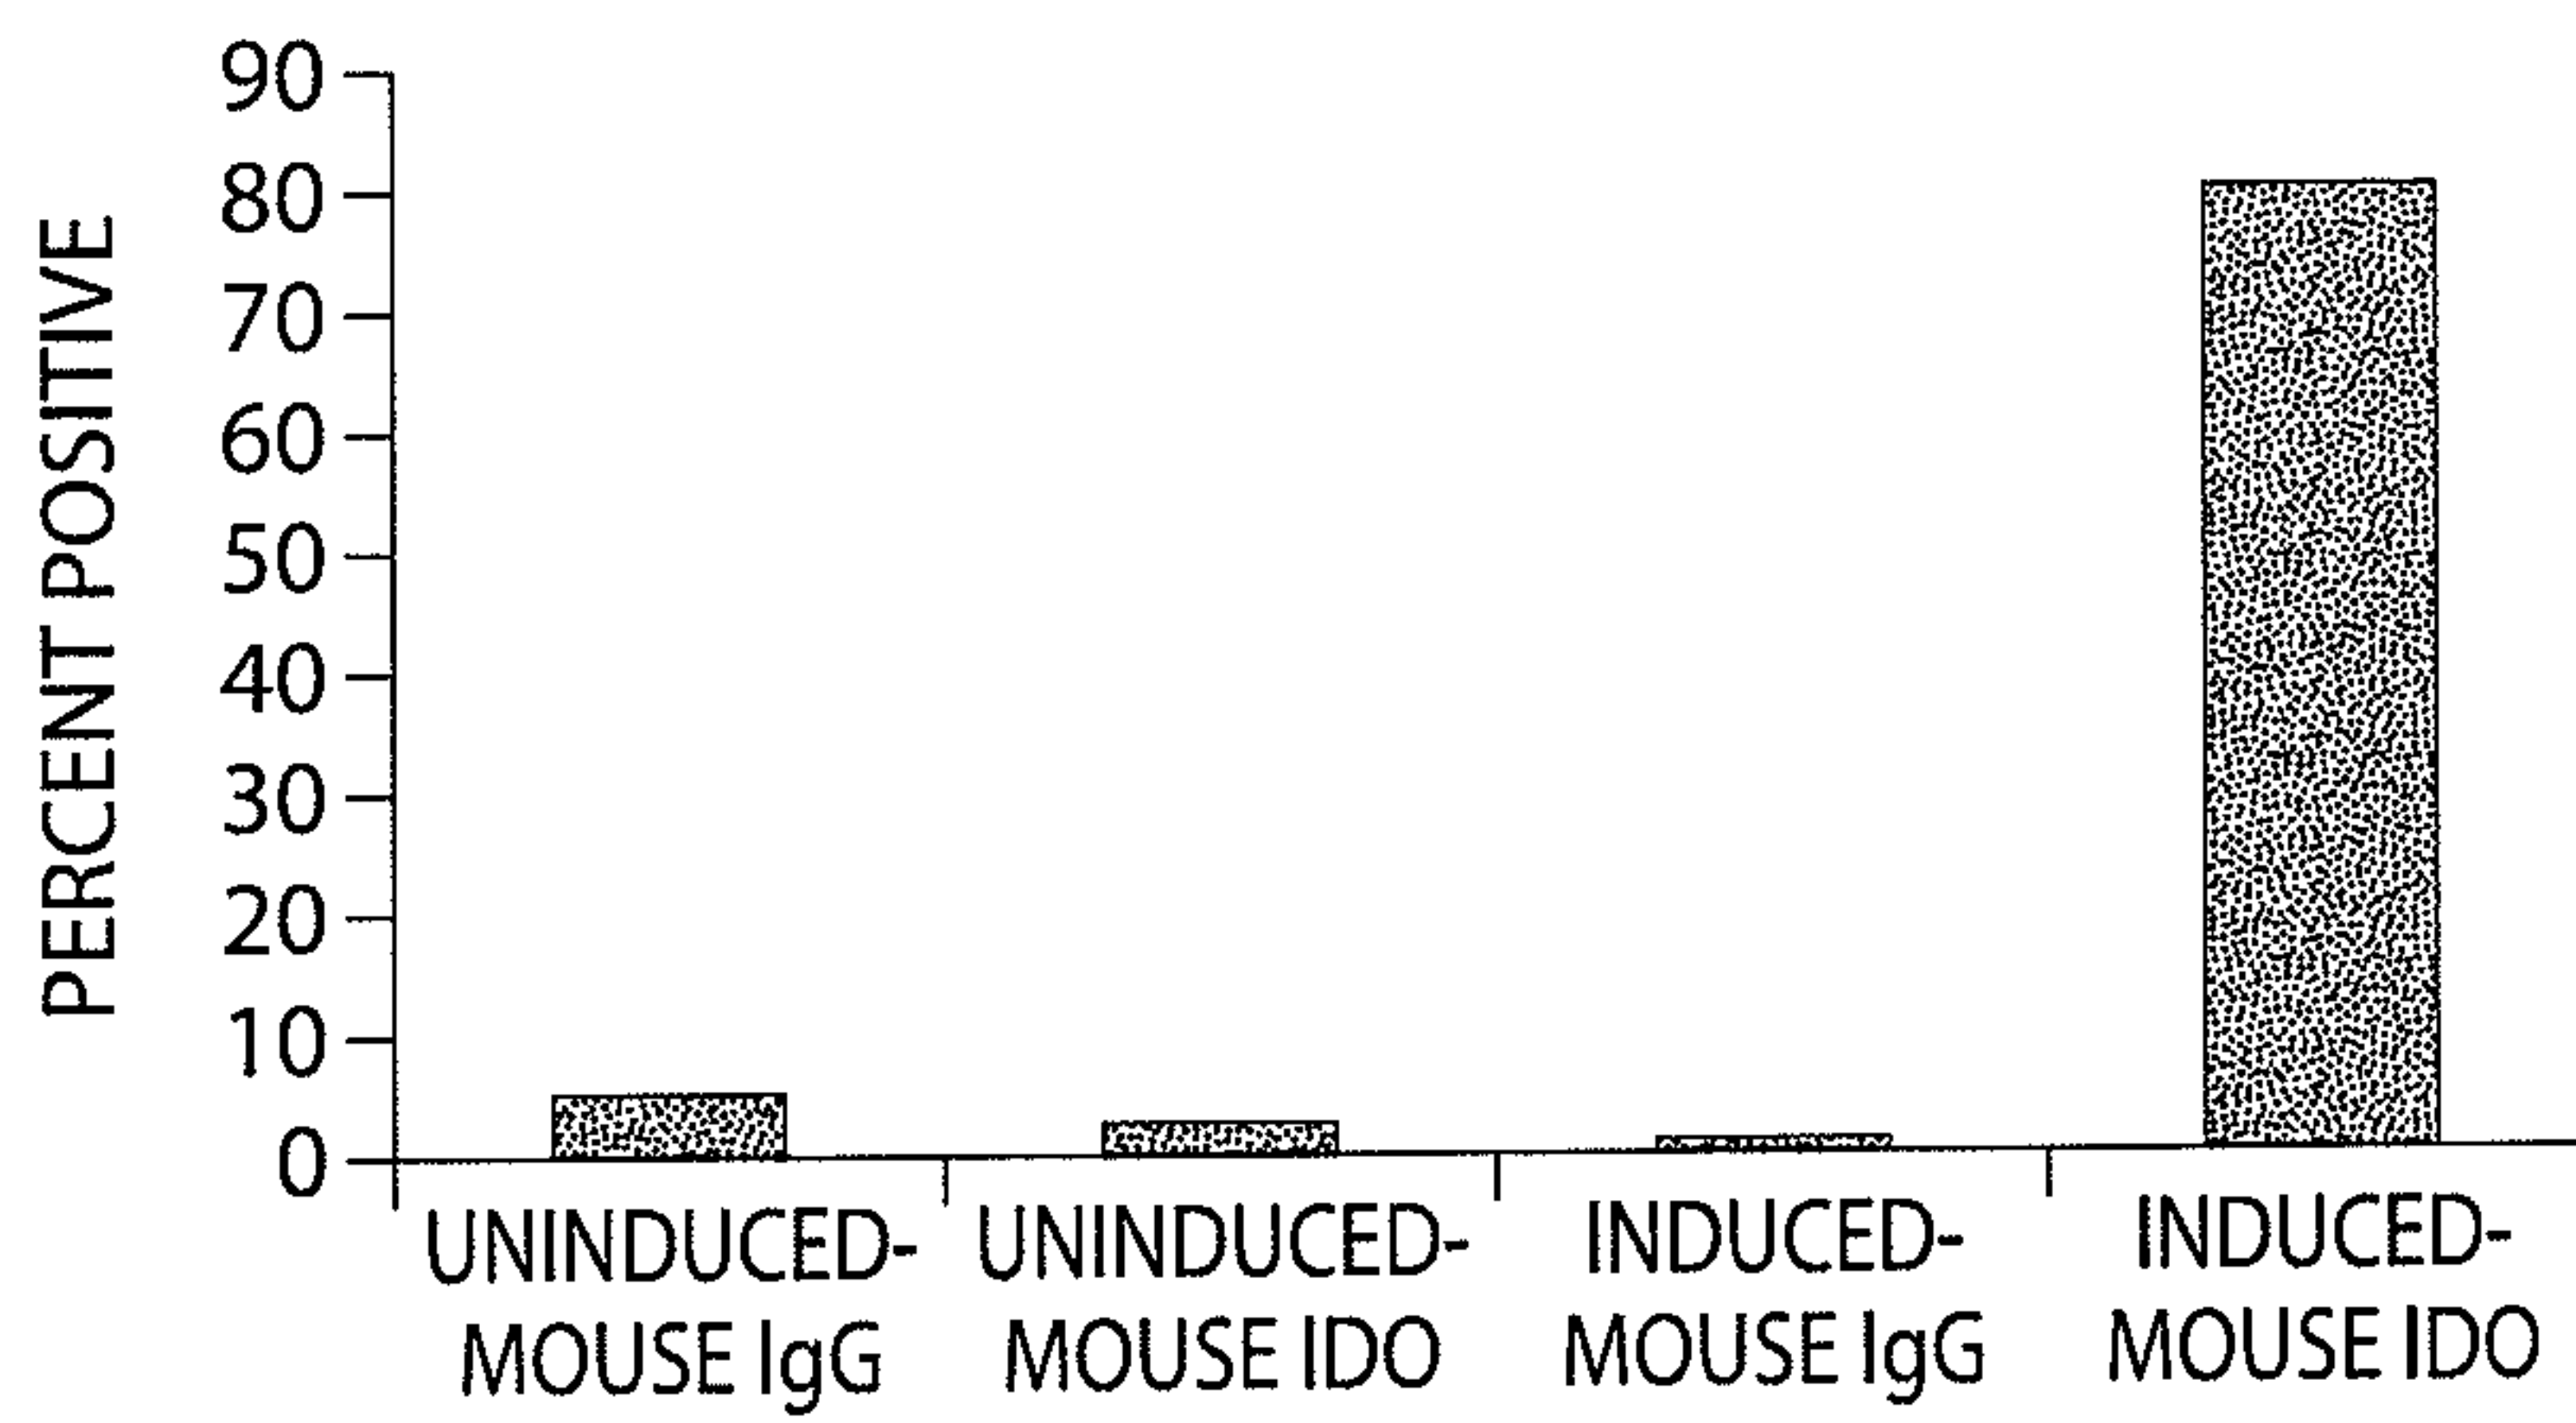 PERCENT POSITIVE
90
80
70
60
50
40
30
20
10
0
UNINDUCED-
MOUSE IgG
UNINDUCED-
MOUSE IDO
INDUCED-
MOUSE IgG
INDUCED-
MOUSE IDO